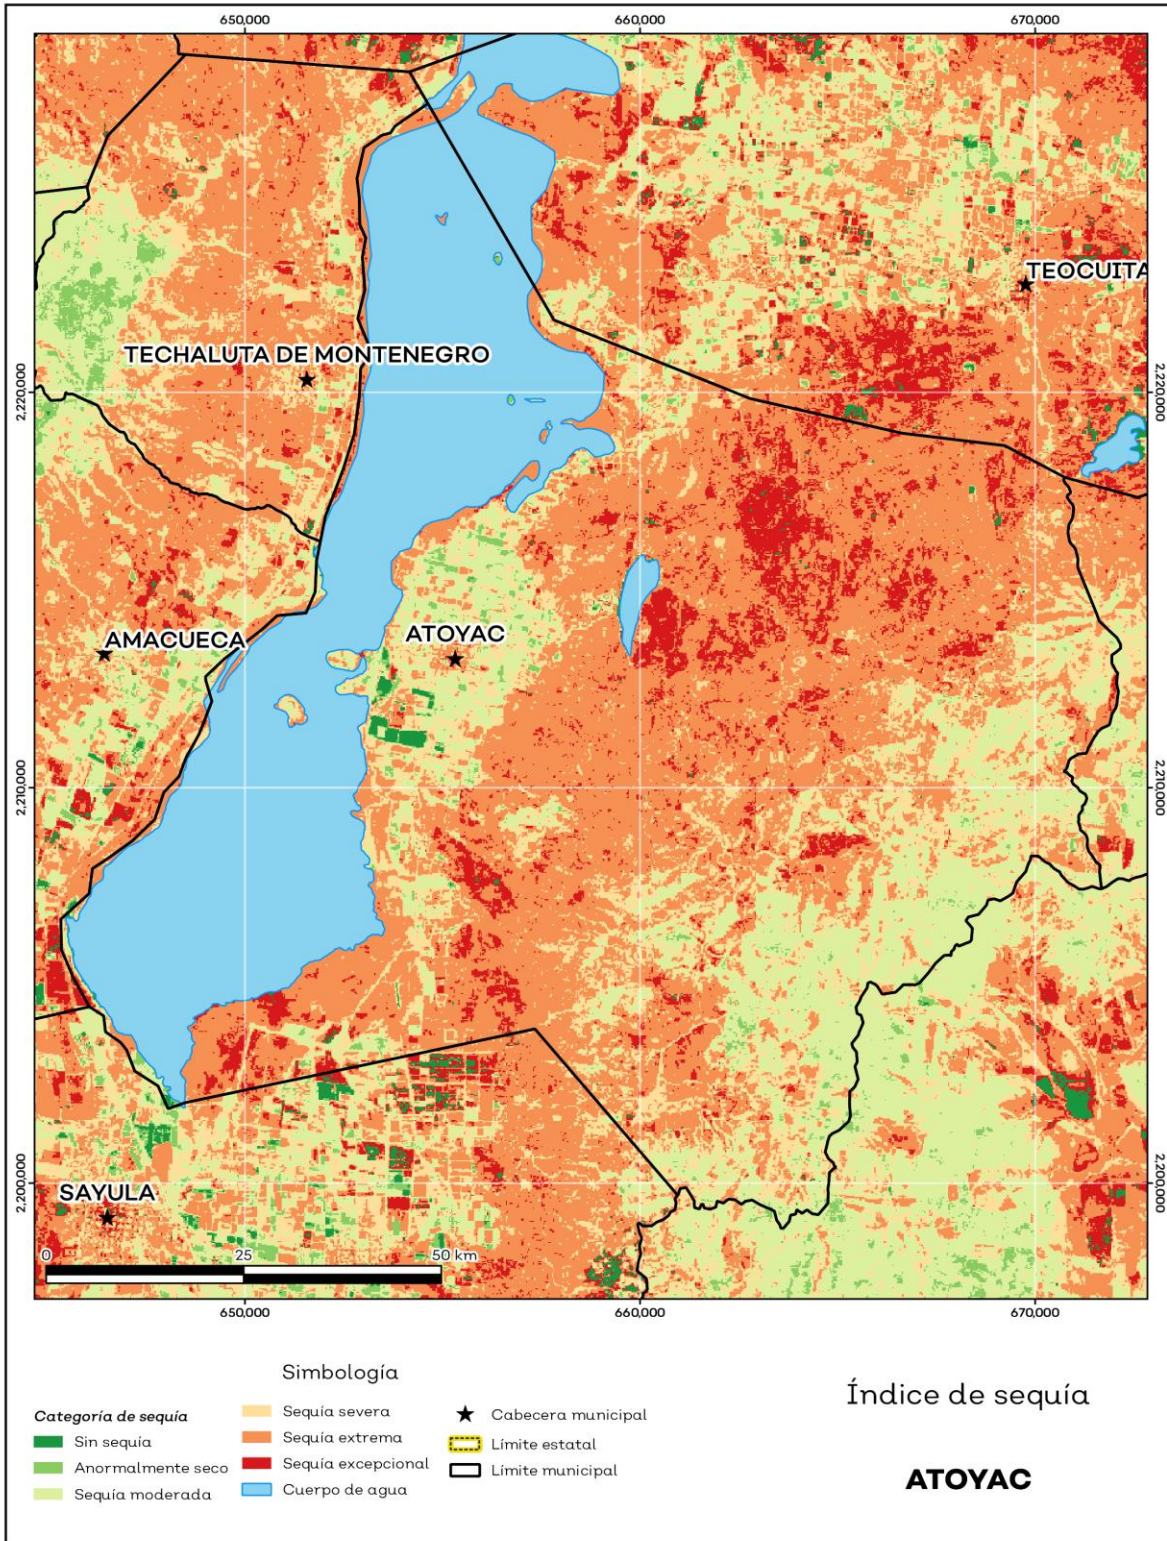 650,000
660,000
670,000
TEOCUITA
TECHALUTA DE MONTENEGRO
2,220,000
2,220,000
ATOYAC
AMACUECA
2,210,000
2,210,000
SAYULA
2,200,000
2,200,000
0 25 50 km
650,000
660,000
670,000
Simbología
Categoría de sequía
Sin sequía
Anormalmente seco
Sequía moderada
Sequía severa
Sequía extrema
Sequía excepcional
Cuerpo de agua
Cabecera municipal
Límite estatal
Límite municipal
Índice de sequía
ATOYAC